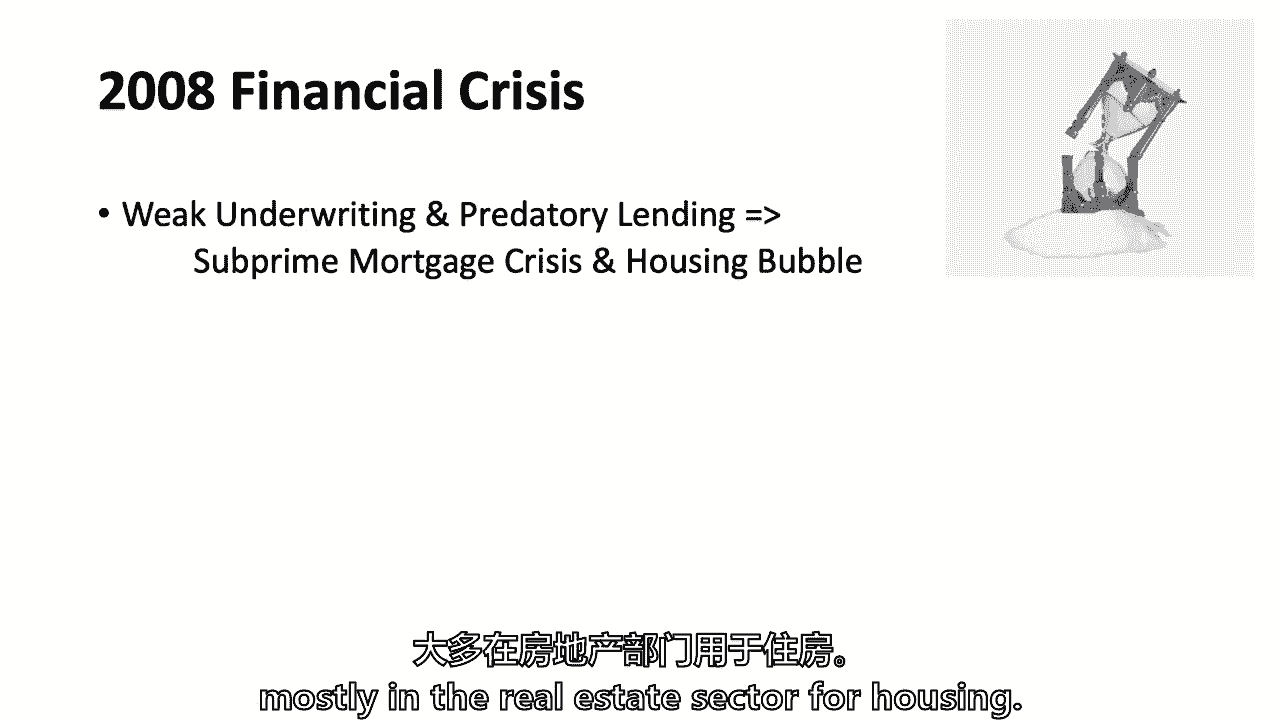 2008 Financial Crisis
• Weak Underwriting & Predatory Lending =>
Subprime Mortgage Crisis & Housing Bubble
大多在房地产部门用于住房。
mostly in the real estate sector for housing.